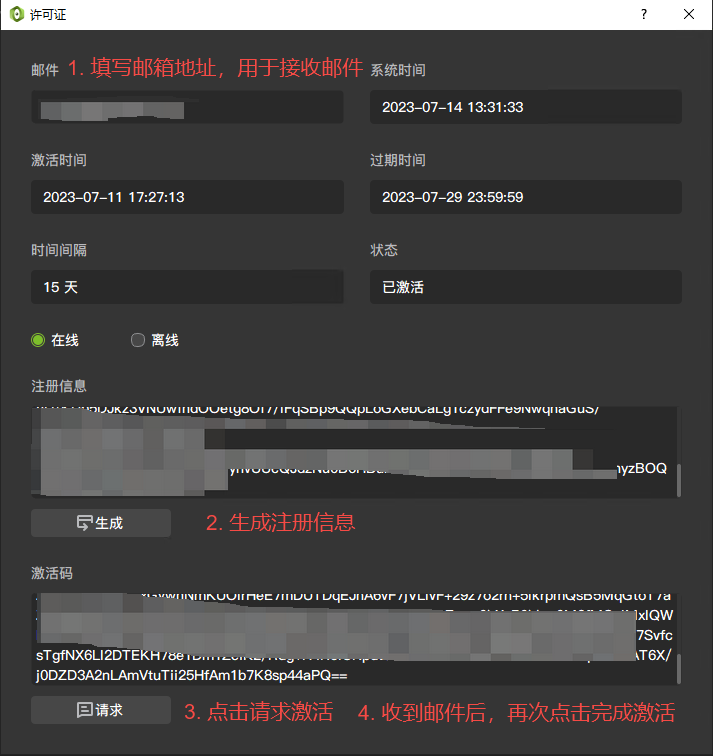 许可证
邮件 1. 填写邮箱地址，用于接收邮件 系统时间
2023-07-14 13:31:33
激活时间 过期时间
2023-07-11 17:27:13 2023-07-29 23:59:59
时间间隔 状态
15 天 已激活
在线 离线
注册信息
nyzBOQ
生成 2. 生成注册信息
激活码
7Svfc
AT6X/
j0DZD3A2nLAmVtuTii25HfAm1b7K8sp44aPQ==
请求 3. 点击请求激活 4. 收到邮件后，再次点击完成激活